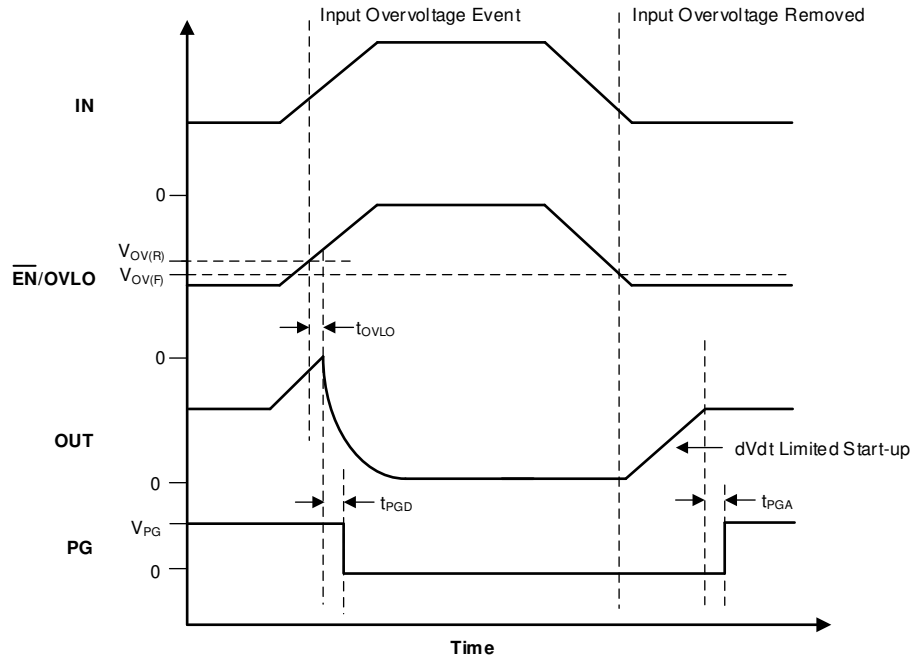 Input Overvoltage Event
Input Overvoltage Removed
IN
0
V_OV(R)
EN/OVLO
V_OV(F)
t_OVLO
0
OUT
dVdt Limited Start-up
0
t_PGD
t_PGA
V_PG
PG
0
Time